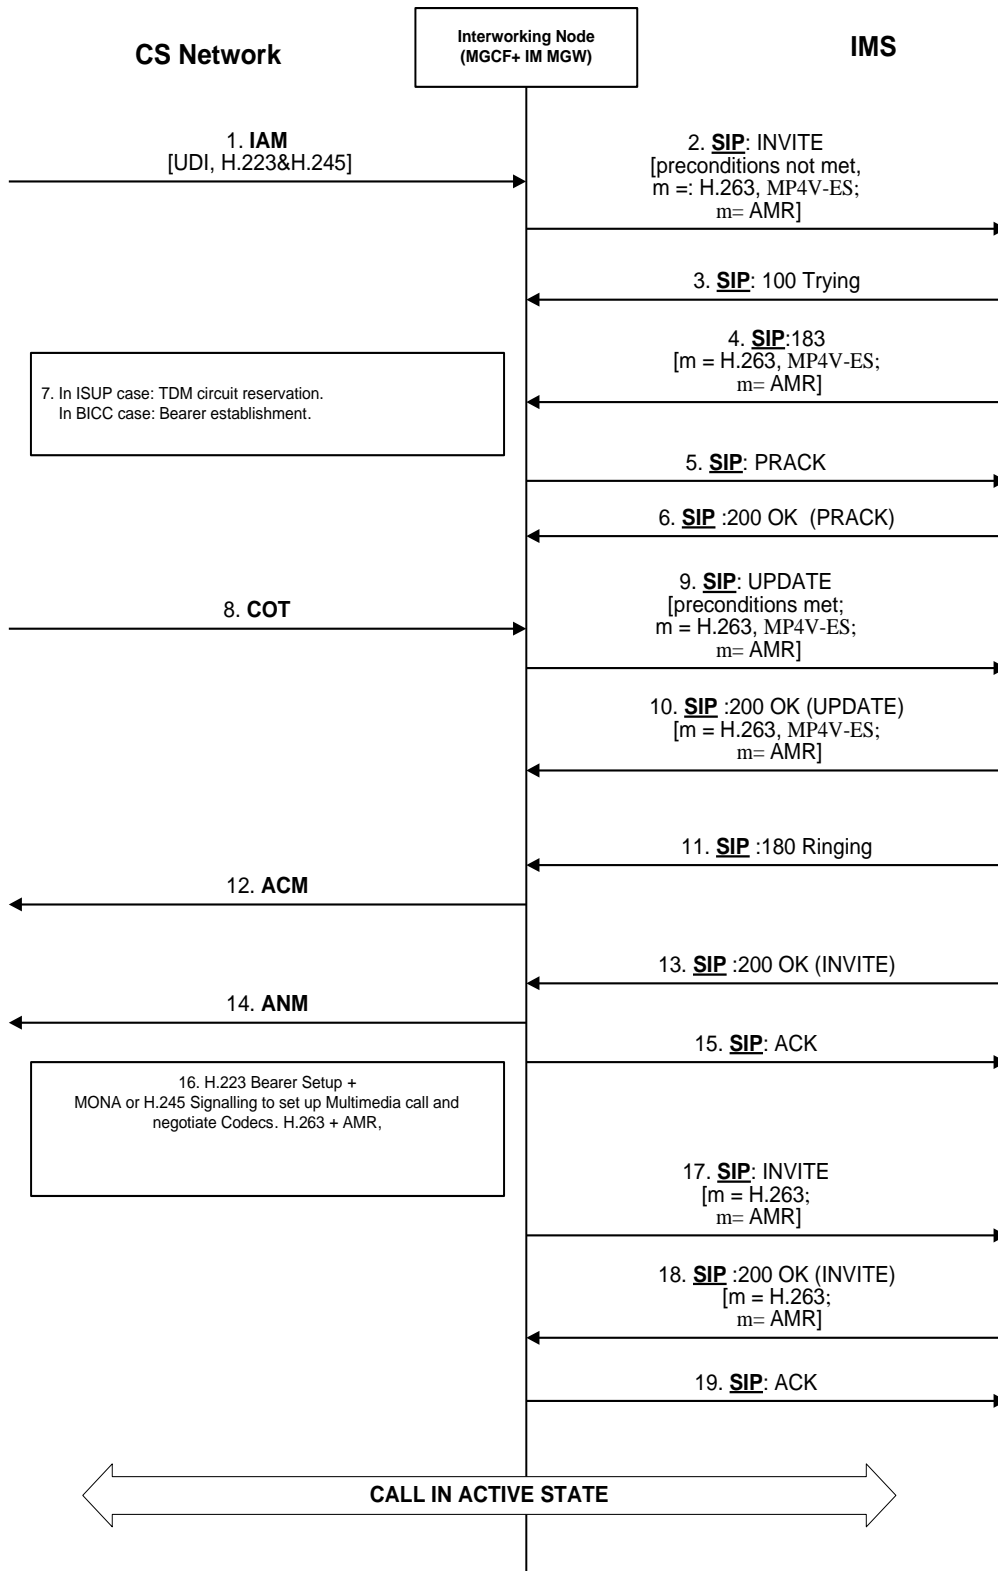 CS Network
Interworking Node
(MGCF+ IM MGW)
IMS
1. IAM
[UDI, H.223&H.245]
2. SIP: INVITE
[preconditions not met,
m =: H.263, MP4V-ES;
m= AMR]
3. SIP: 100 Trying
4. SIP:183
[m = H.263, MP4V-ES;
m= AMR]
7. In ISUP case: TDM circuit reservation.
In BICC case: Bearer establishment.
5. SIP: PRACK
6. SIP :200 OK (PRACK)
8. COT
9. SIP: UPDATE
[preconditions met;
m = H.263, MP4V-ES;
m= AMR]
10. SIP :200 OK (UPDATE)
[m = H.263, MP4V-ES;
m= AMR]
11. SIP :180 Ringing
12. ACM
13. SIP :200 OK (INVITE)
14. ANM
15. SIP: ACK
16. H.223 Bearer Setup +
MONA or H.245 Signalling to set up Multimedia call and
negotiate Codecs. H.263 + AMR,
17. SIP: INVITE
[m = H.263;
m= AMR]
18. SIP :200 OK (INVITE)
[m = H.263;
m= AMR]
19. SIP: ACK
CALL IN ACTIVE STATE